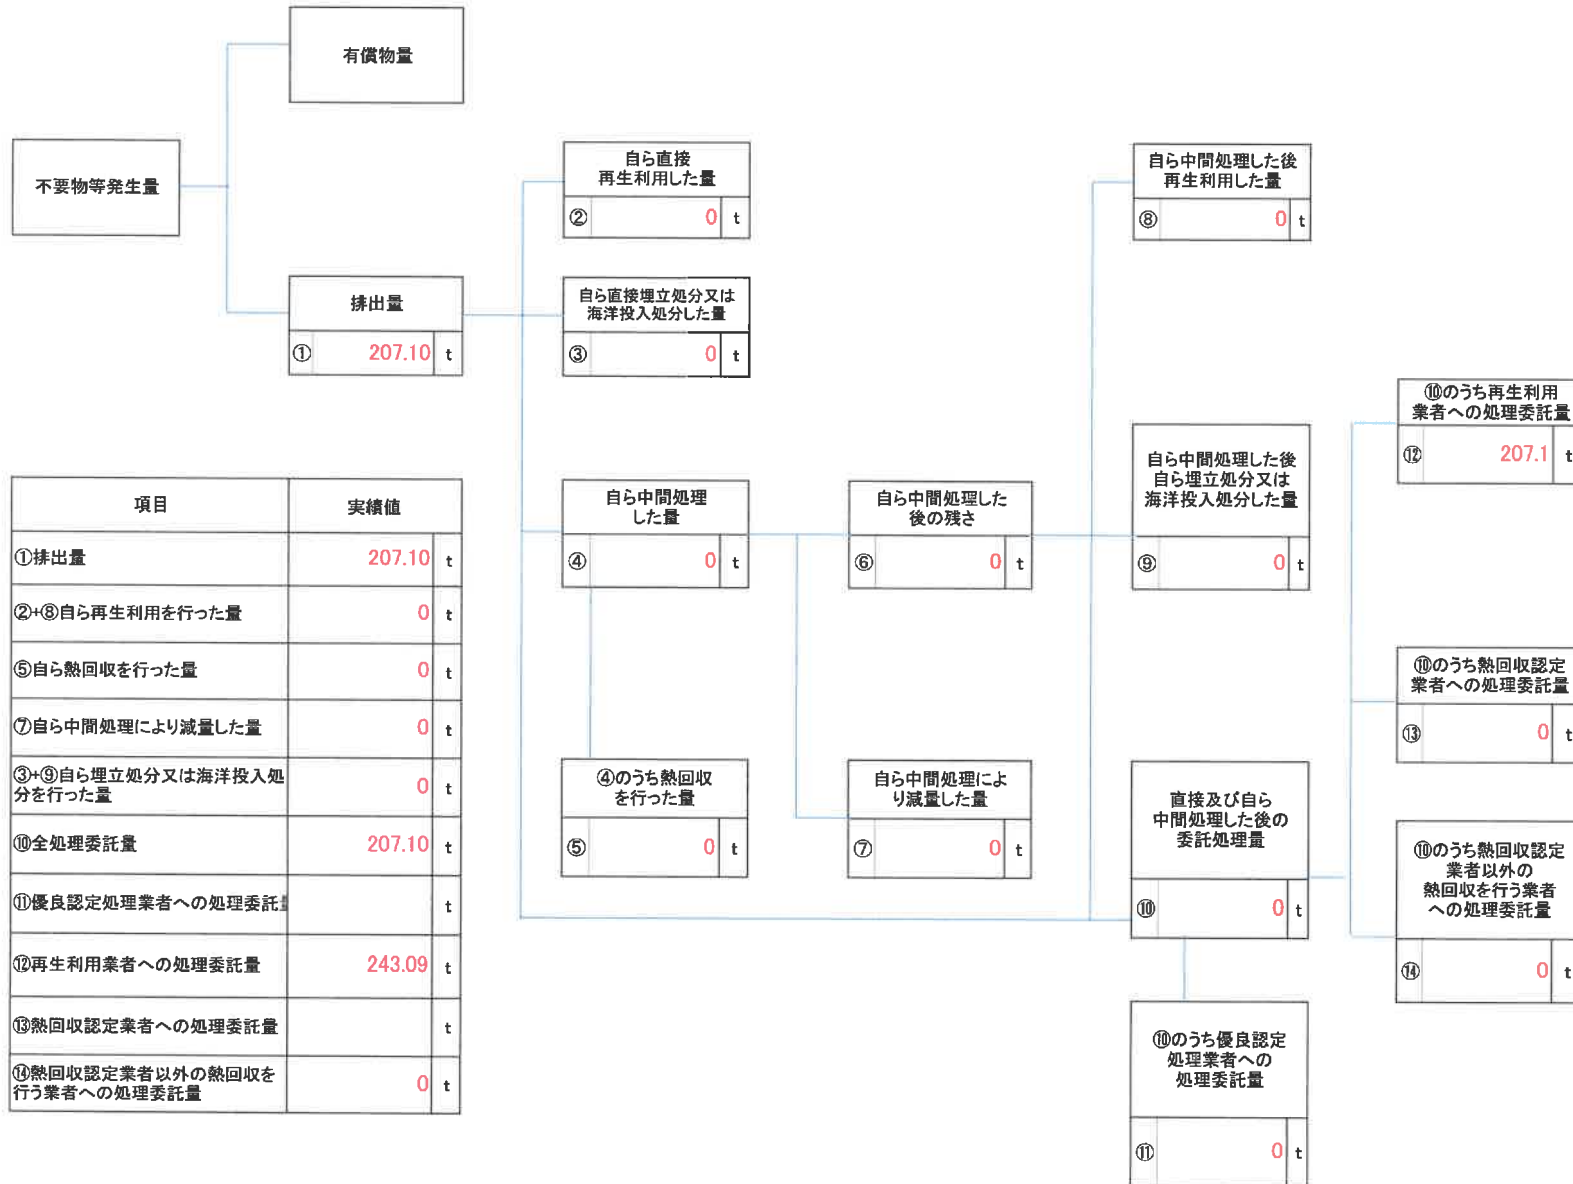 有償物量
不要物等発生量
排出量
① 207.10 t
自ら直接
再生利用した量
② 0 t
自ら直接埋立処分又は
海洋投入処分した量
③ 0 t
自ら中間処理
した量
④ 0 t
④のうち熱回収
を行った量
⑤ 0 t
自ら中間処理した
後の残さ
⑥ 0 t
自ら中間処理によ
り減量した量
⑦ 0 t
自ら中間処理した後
再生利用した量
⑧ 0 t
自ら中間処理した後
自ら埋立処分又は
海洋投入処分した量
⑨ 0 t
直接及び自ら
中間処理した後の
委託処理量
⑩ 0 t
⑩のうち優良認定
処理業者への
処理委託量
⑪ 0 t
⑩のうち再生利用
業者への処理委託量
⑫ 207.1 t
⑩のうち熱回収認定
業者への処理委託量
⑬ 0 t
⑩のうち熱回収認定
業者以外の
熱回収を行う業者
への処理委託量
⑭ 0 t
項目 実績値
①排出量 207.10 t
②+⑧自ら再生利用を行った量 0 t
⑤自ら熱回収を行った量 0 t
⑦自ら中間処理により減量した量 0 t
③+⑨自ら埋立処分又は海洋投入処
分を行った量 0 t
⑩全処理委託量 207.10 t
⑪優良認定処理業者への処理委託 t
⑫再生利用業者への処理委託量 243.09 t
⑬熱回収認定業者への処理委託量 t
⑭熱回収認定業者以外の熱回収を
行う業者への処理委託量 0 t